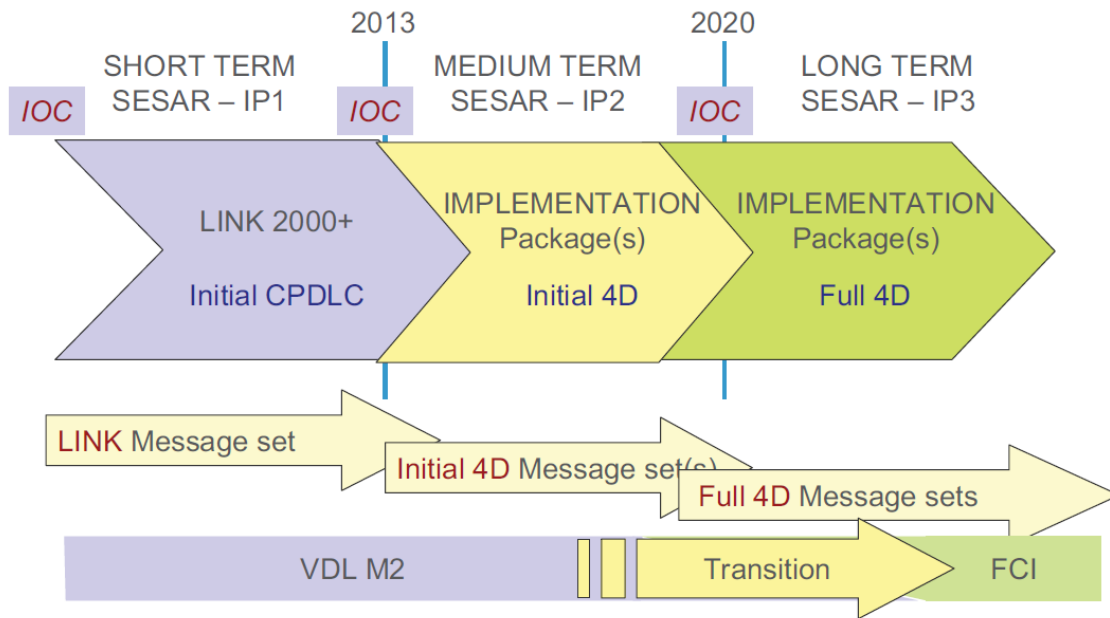 2013
2020
SHORT TERM
SESAR – IP1
MEDIUM TERM
SESAR – IP2
LONG TERM
SESAR – IP3
IOC
IOC
IOC
LINK 2000+
Initial CPDLC
IMPLEMENTATION
Package(s)
Initial 4D
IMPLEMENTATION
Package(s)
Full 4D
LINK Message set
Initial 4D Message set(s)
Full 4D Message sets
VDL M2
Transition
FCI